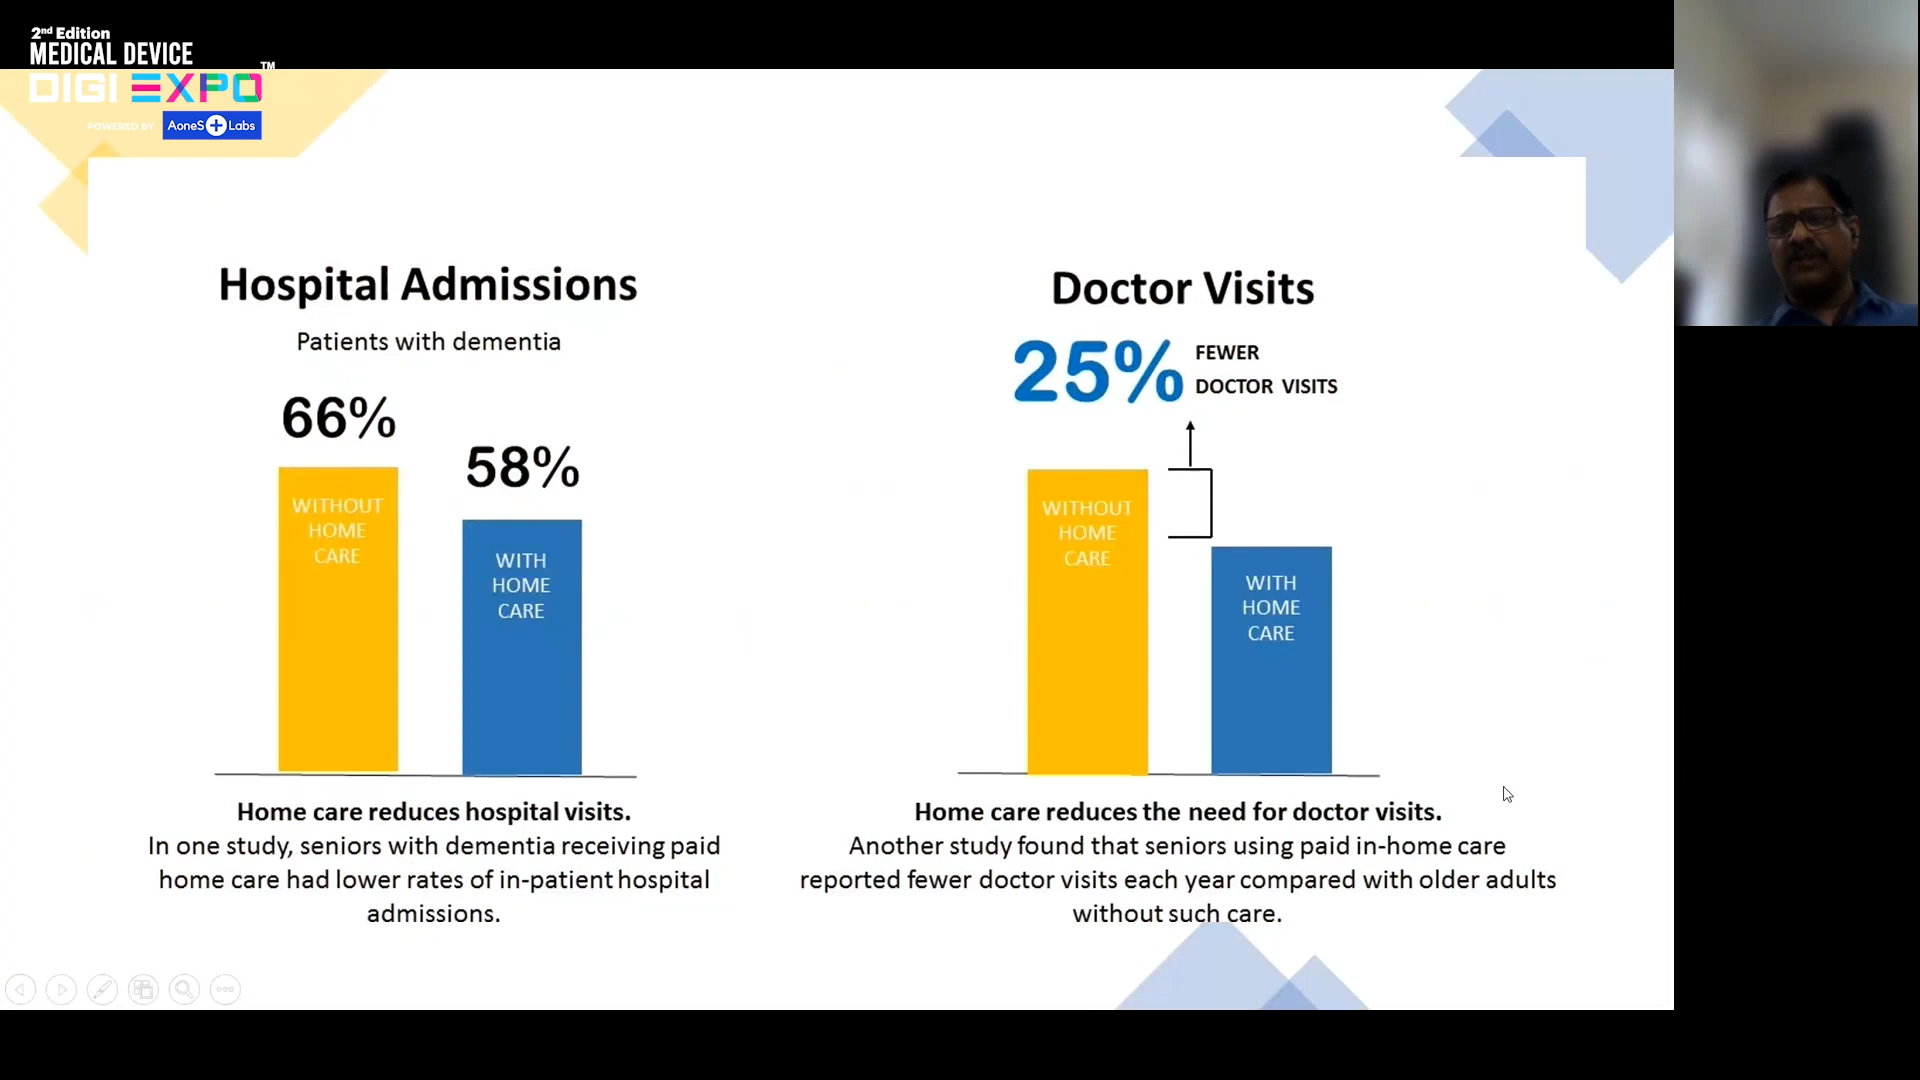 2nd Edition
MEDICAL DEVICE
DIGI EXPO TM
POWERED BY AoneS Labs
Hospital Admissions
Patients with dementia
66%
58%
WITHOUT
HOME
CARE
WITH
HOME
CARE
Home care reduces hospital visits.
In one study, seniors with dementia receiving paid
home care had lower rates of in-patient hospital
admissions.
Doctor Visits
25% FEWER
DOCTOR VISITS
WITHOUT
HOME
CARE
WITH
HOME
CARE
Home care reduces the need for doctor visits.
Another study found that seniors using paid in-home care
reported fewer doctor visits each year compared with older adults
without such care.